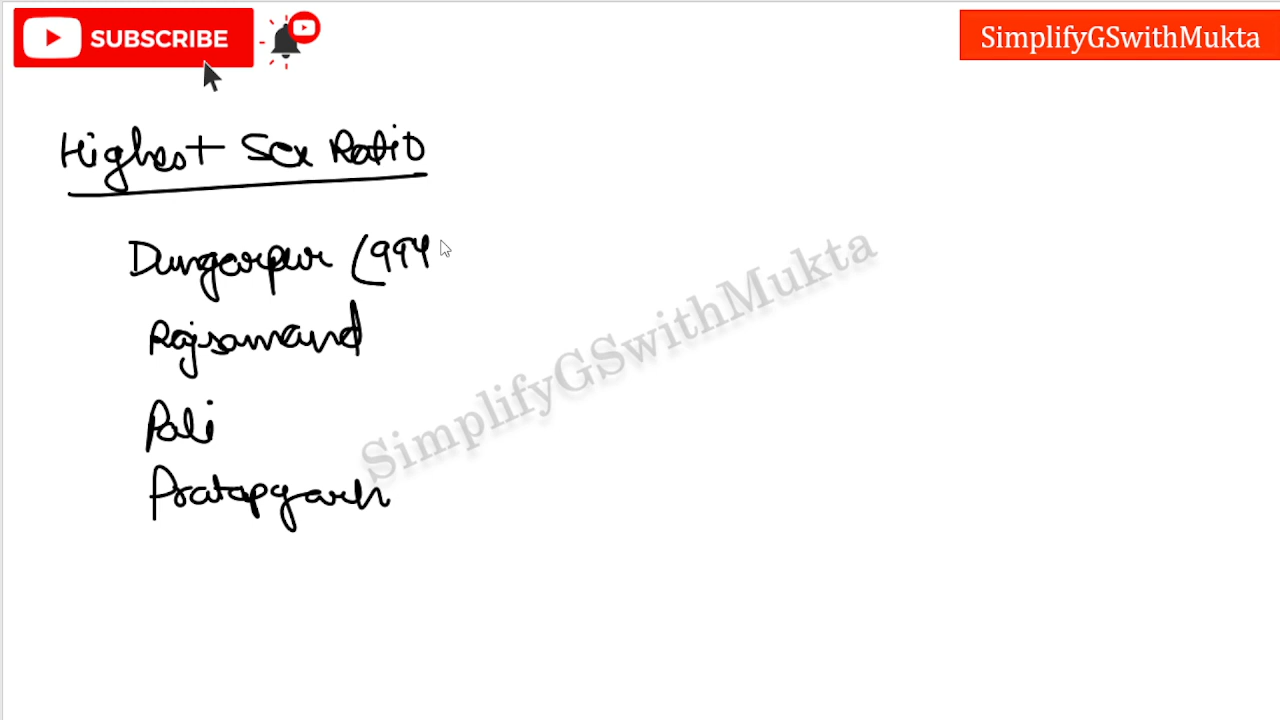 SUBSCRIBE
SimplifyGSwithMukta
Highest Sex Ratio
Dungarpur (994
Rajsamand
Pali
Pratapgarh
SimplifyGSwithMukta